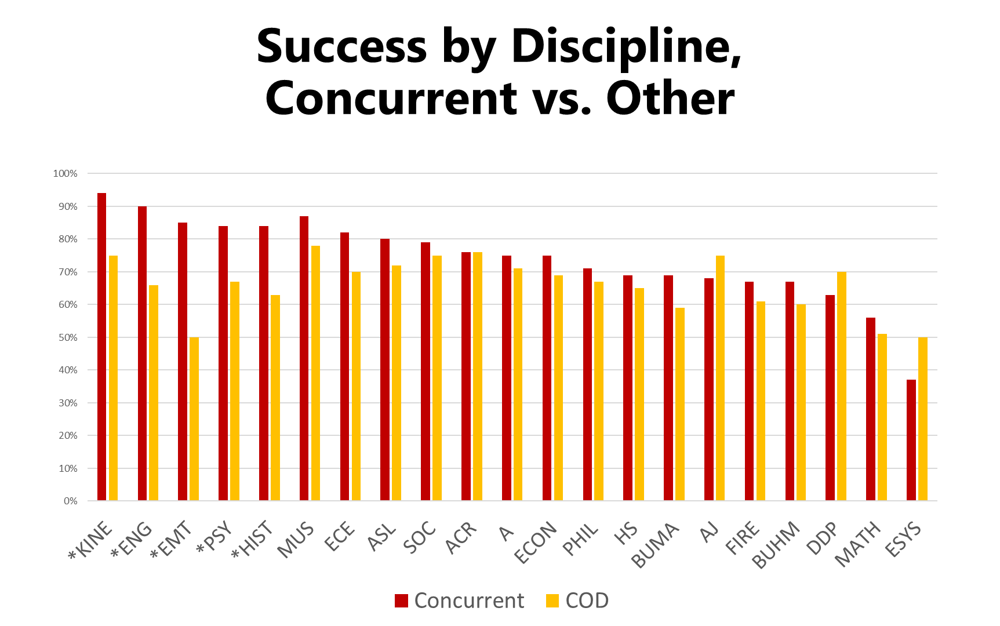 Success by Discipline,
Concurrent vs. Other
100%
90%
80%
70%
60%
50%
40%
30%
20%
10%
0%
*KINE
*ENG
*EMT
*PSY
*HIST
MUS
ECE
ASL
SOC
ACR
A
ECON
PHIL
HS
BUMA
AJ
FIRE
BUHM
DDP
MATH
ESYS
Concurrent
COD